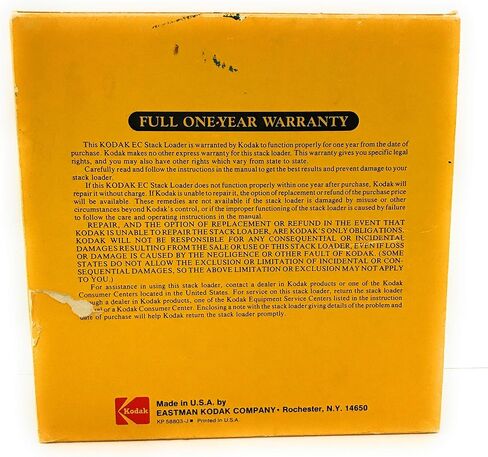 FULL ONE-YEAR WARRANTY
This KODAK EC Stack Loader is warranted by Kodak to function properly for one year from the date of
purchase. Kodak makes no other express warranty for this stack loader. This warranty gives you specific legal
rights, and you may also have other rights which vary from state to state.
Carefully read and follow the instructions in the manual to get the best results and prevent damage to your
stack loader.
If this KODAK EC Stack Loader does not function properly within one year after purchase, Kodak will
repair it without charge. If Kodak is unable to repair it, the option of replacement or refund of the purchase price
will be available. These remedies are not available if the stack loader is damaged by misuse or other
circumstances beyond Kodak's control, or if the improper functioning of the stack loader is caused by failure
to follow the care and operating instructions in the manual.
REPAIR, AND THE OPTION OF REPLACEMENT OR REFUND IN THE EVENT THAT
KODAK IS UNABLE TO REPAIR THE STACK LOADER, ARE KODAK'S ONLY OBLIGATIONS.
KODAK WILL NOT BE RESPONSIBLE FOR ANY CONSEQUENTIAL OR INCIDENTAL
DAMAGES RESULTING FROM THE SALE OR USE OF THIS STACK LOADER, EVEN IF LOSS
OR DAMAGE IS CAUSED BY THE NEGLIGENCE OR OTHER FAULT OF KODAK. (SOME
STATES DO NOT ALLOW THE EXCLUSION OR LIMITATION OF INCIDENTAL OR CON-
SEQUENTIAL DAMAGES, SO THE ABOVE LIMITATION OR EXCLUSION MAY NOT APPLY
TO YOU.)
For assistance in using this stack loader, contact a dealer in Kodak products or one of the Kodak
Consumer Centers located in the United States. For service on this stack loader, return the stack loader
through a dealer in Kodak products, one of the Kodak Equipment Service Centers listed in the instruction
or a Kodak Consumer Center. Enclosing a note with the stack loader giving details of the problem and
date of purchase will help Kodak return the stack loader promptly.
Kodak
Made in U.S.A. by
EASTMAN KODAK COMPANY • Rochester, N.Y. 14650
KP 58803-J ■ Printed in U.S.A.